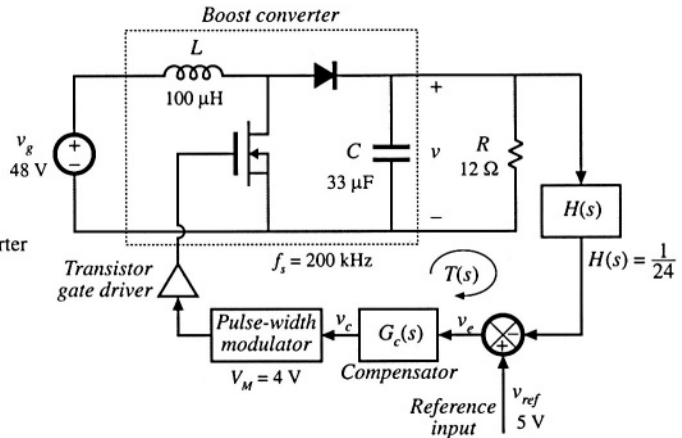 Boost converter
L
100 µH
v_g
48 V
+
−
C
33 µF
+
v
−
R
12 Ω
H(s)
H(s) = 1/24
rter
f_s = 200 kHz
Transistor
gate driver
T(s)
Pulse-width
modulator
V_M = 4 V
v_c
G_c(s)
Compensator
v_e
−
+
v_ref
5 V
Reference
input